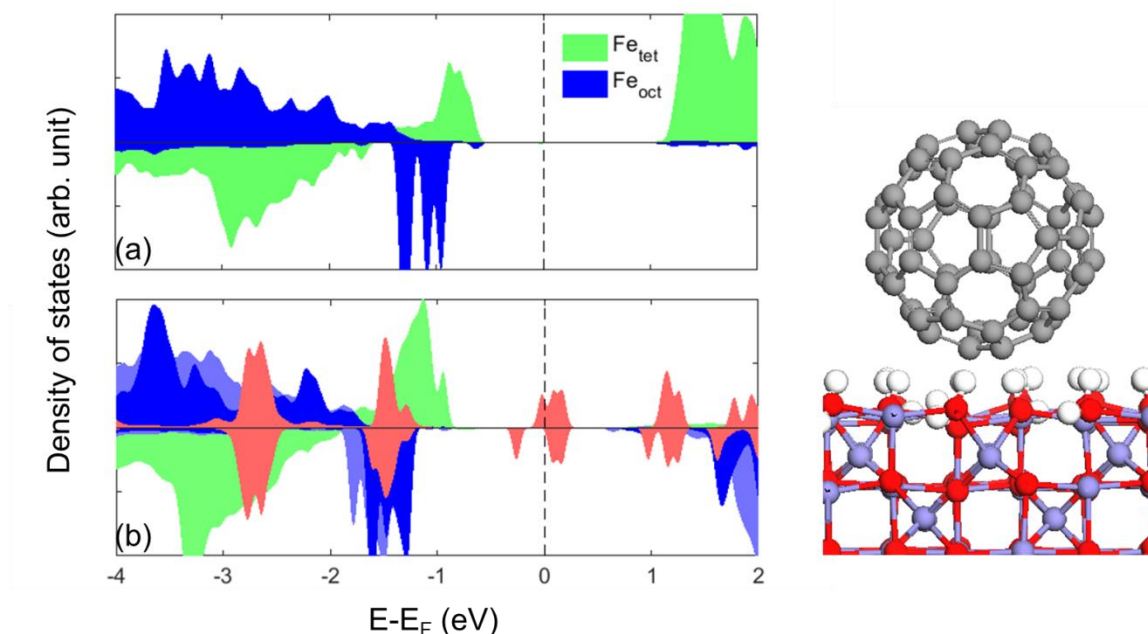 Density of states (arb. unit)
Fe_tet
Fe_oct
(a)
(b)
-4 -3 -2 -1 0 1 2
E-E_F (eV)